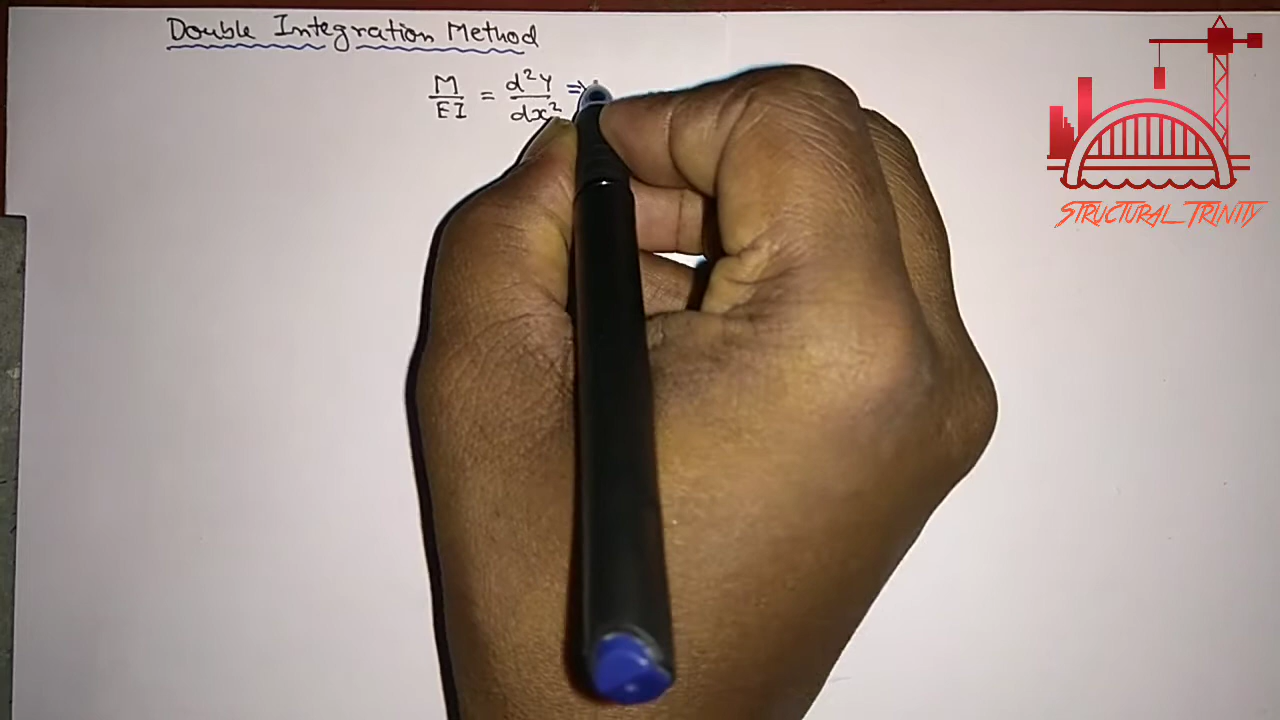 Double Integration Method
M/EI = d²y/dx² ⇒
STRUCTURAL_TRINITY